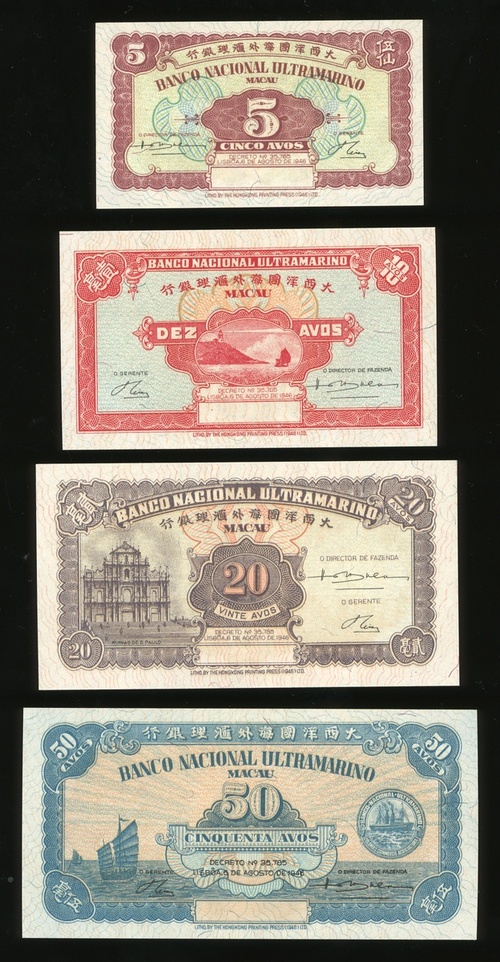 行銀理滙外海國洋西大
5
伍仙
BANCO NACIONAL ULTRAMARINO
MACAU
5
CINCO AVOS
O DIRECTOR DE FAZENDA
O GERENTE
DECRETO Nº 35.785
LISBOA, 6 DE AGOSTO DE 1946
LITHO. BY THE HONGKONG PRINTING PRESS (1946) LTD.
壹毫
BANCO NACIONAL ULTRAMARINO
10
行銀理滙外海國洋西大
MACAU
DEZ AVOS
O GERENTE
O DIRECTOR DE FAZENDA
DECRETO Nº 35.785
LISBOA, 6 DE AGOSTO DE 1946
LITHO. BY THE HONGKONG PRINTING PRESS (1946) LTD.
BANCO NACIONAL ULTRAMARINO
20
AVOS
行銀理滙外海國洋西大
MACAU
O DIRECTOR DE FAZENDA
20
VINTE AVOS
O GERENTE
DECRETO Nº 35.785
LISBOA, 6 DE AGOSTO DE 1946
RUINAS DE S. PAULO
20
貳毫
LITHO. BY THE HONGKONG PRINTING PRESS (1946) LTD.
50
AVOS
行銀理滙外海國洋西大
50
AVOS
BANCO NACIONAL ULTRAMARINO
MACAU
50
CINQUENTA AVOS
BANCO NACIONAL ULTRAMARINO
DECRETO Nº 35.785
O GERENTE
LISBOA, 6 DE AGOSTO DE 1946
O DIRECTOR DE FAZENDA
伍毫
伍毫
LITHO. BY THE HONGKONG PRINTING PRESS (1946) LTD.